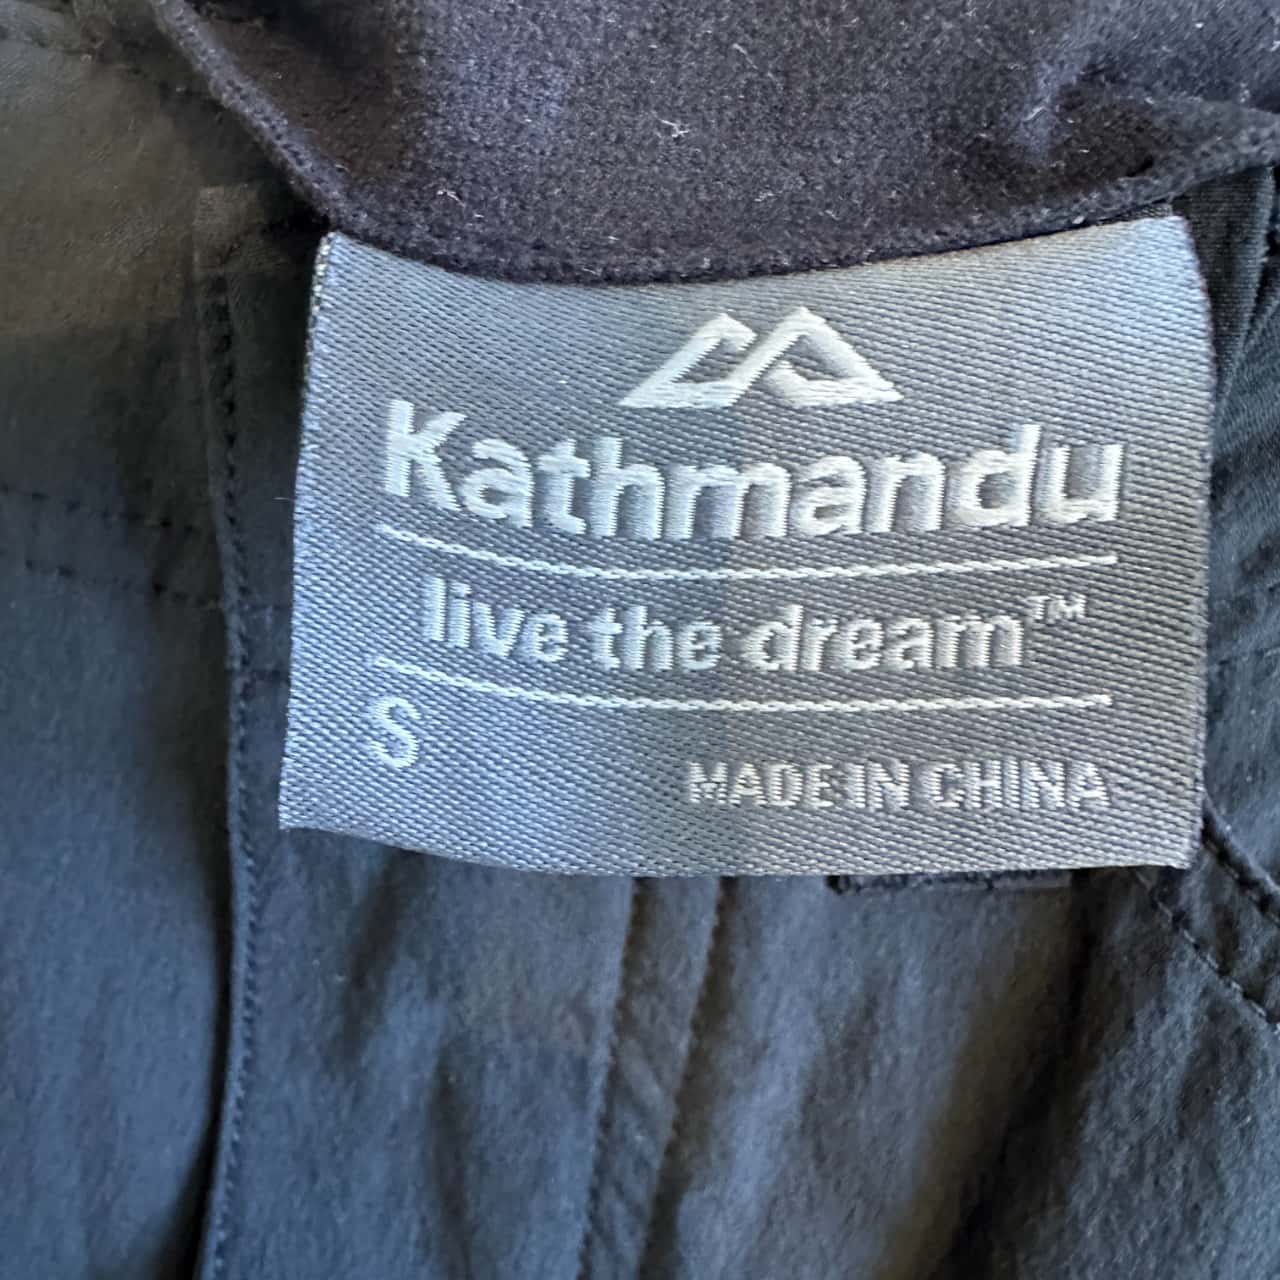 Kathmandu
live the dream™
S
MADE IN CHINA